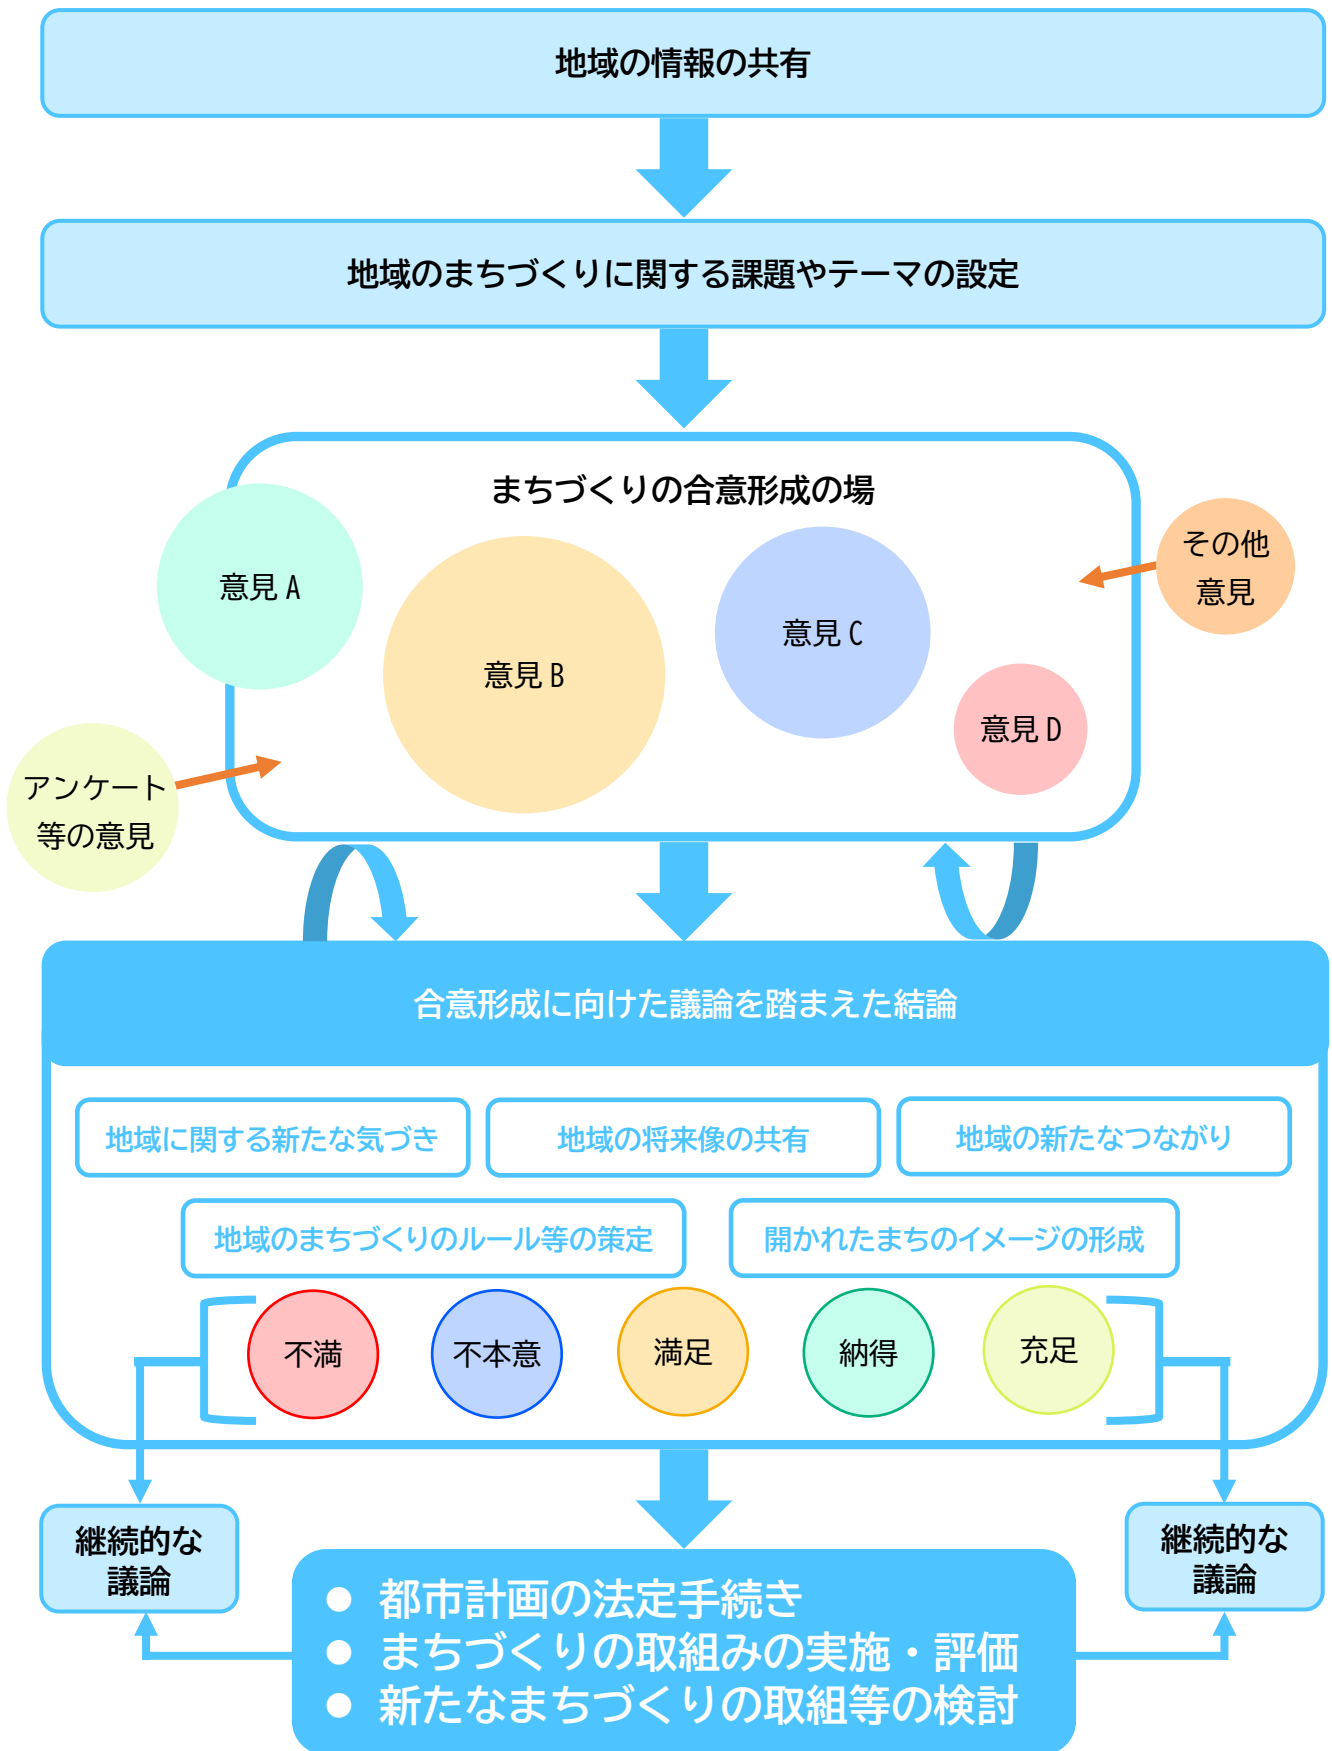 地域の情報の共有
地域のまちづくりに関する課題やテーマの設定
まちづくりの合意形成の場
意見A
意見B
意見C
意見D
その他
意見
アンケート
等の意見
合意形成に向けた議論を踏まえた結論
地域に関する新たな気づき
地域の将来像の共有
地域の新たなつながり
地域のまちづくりのルール等の策定
開かれたまちのイメージの形成
不満
不本意
満足
納得
充足
継続的な
議論
継続的な
議論
● 都市計画の法定手続き
● まちづくりの取組みの実施・評価
● 新たなまちづくりの取組等の検討